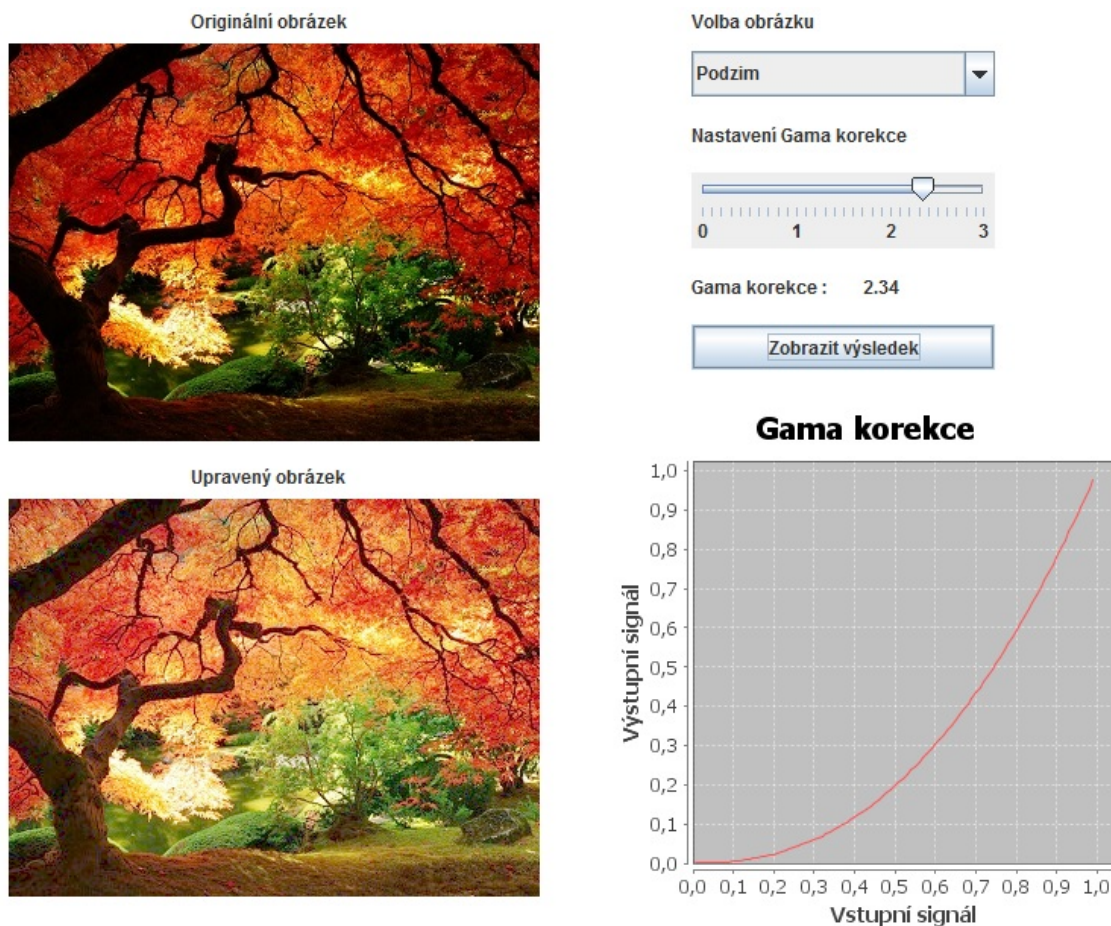 Originální obrázek
Upravený obrázek
Volba obrázku
Podzim
Nastavení Gama korekce
0 1 2 3
Gama korekce : 2.34
Zobrazit výsledek
Gama korekce
Výstupní signál
1,0
0,9
0,8
0,7
0,6
0,5
0,4
0,3
0,2
0,1
0,0
0,0 0,1 0,2 0,3 0,4 0,5 0,6 0,7 0,8 0,9 1,0
Vstupní signál